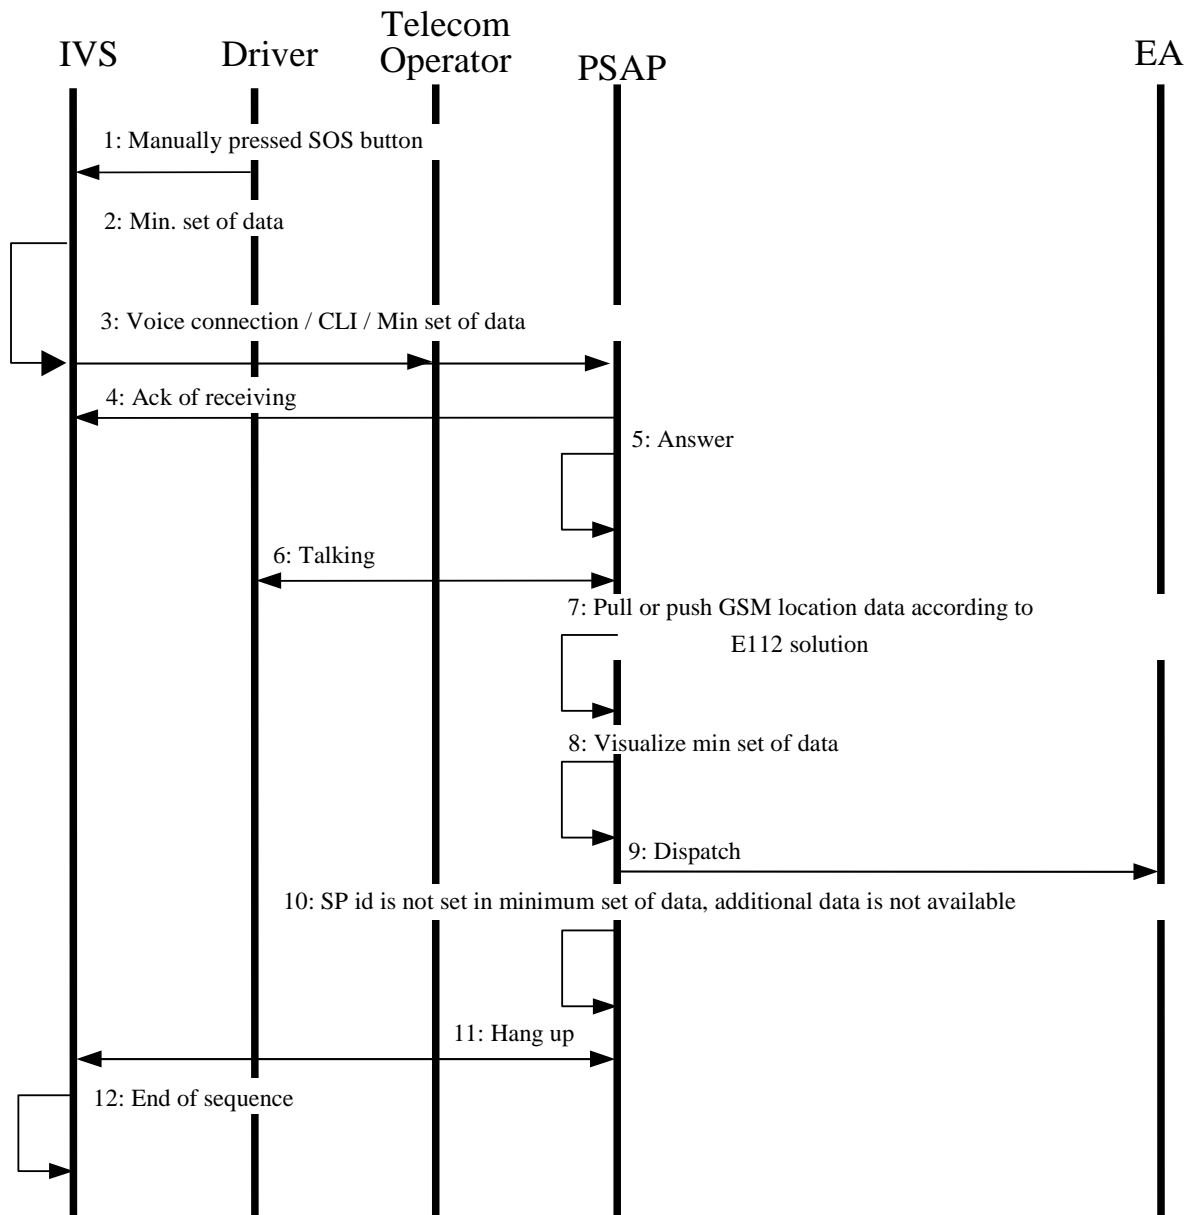 IVS
Driver
Telecom
Operator
PSAP
EA
1: Manually pressed SOS button
2: Min. set of data
3: Voice connection / CLI / Min set of data
4: Ack of receiving
5: Answer
6: Talking
7: Pull or push GSM location data according to
E112 solution
8: Visualize min set of data
9: Dispatch
10: SP id is not set in minimum set of data, additional data is not available
11: Hang up
12: End of sequence